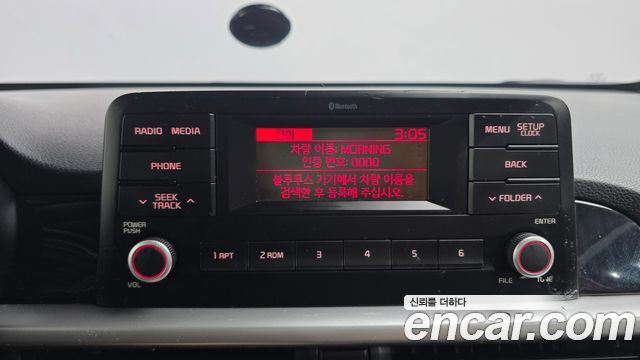 Bluetooth
RADIO MEDIA
PHONE
SEEK
TRACK
POWER
PUSH
VOL
전화 3:05
차량 이름: MORNING
인증 번호: 0000
블루투스 기기에서 차량 이름을
검색한 후 등록해 주십시오.
MENU SETUP
CLOCK
BACK
FOLDER
ENTER
FILE TUNE
1 RPT 2 RDM 3 4 5 6
신뢰를 더하다
encar.com